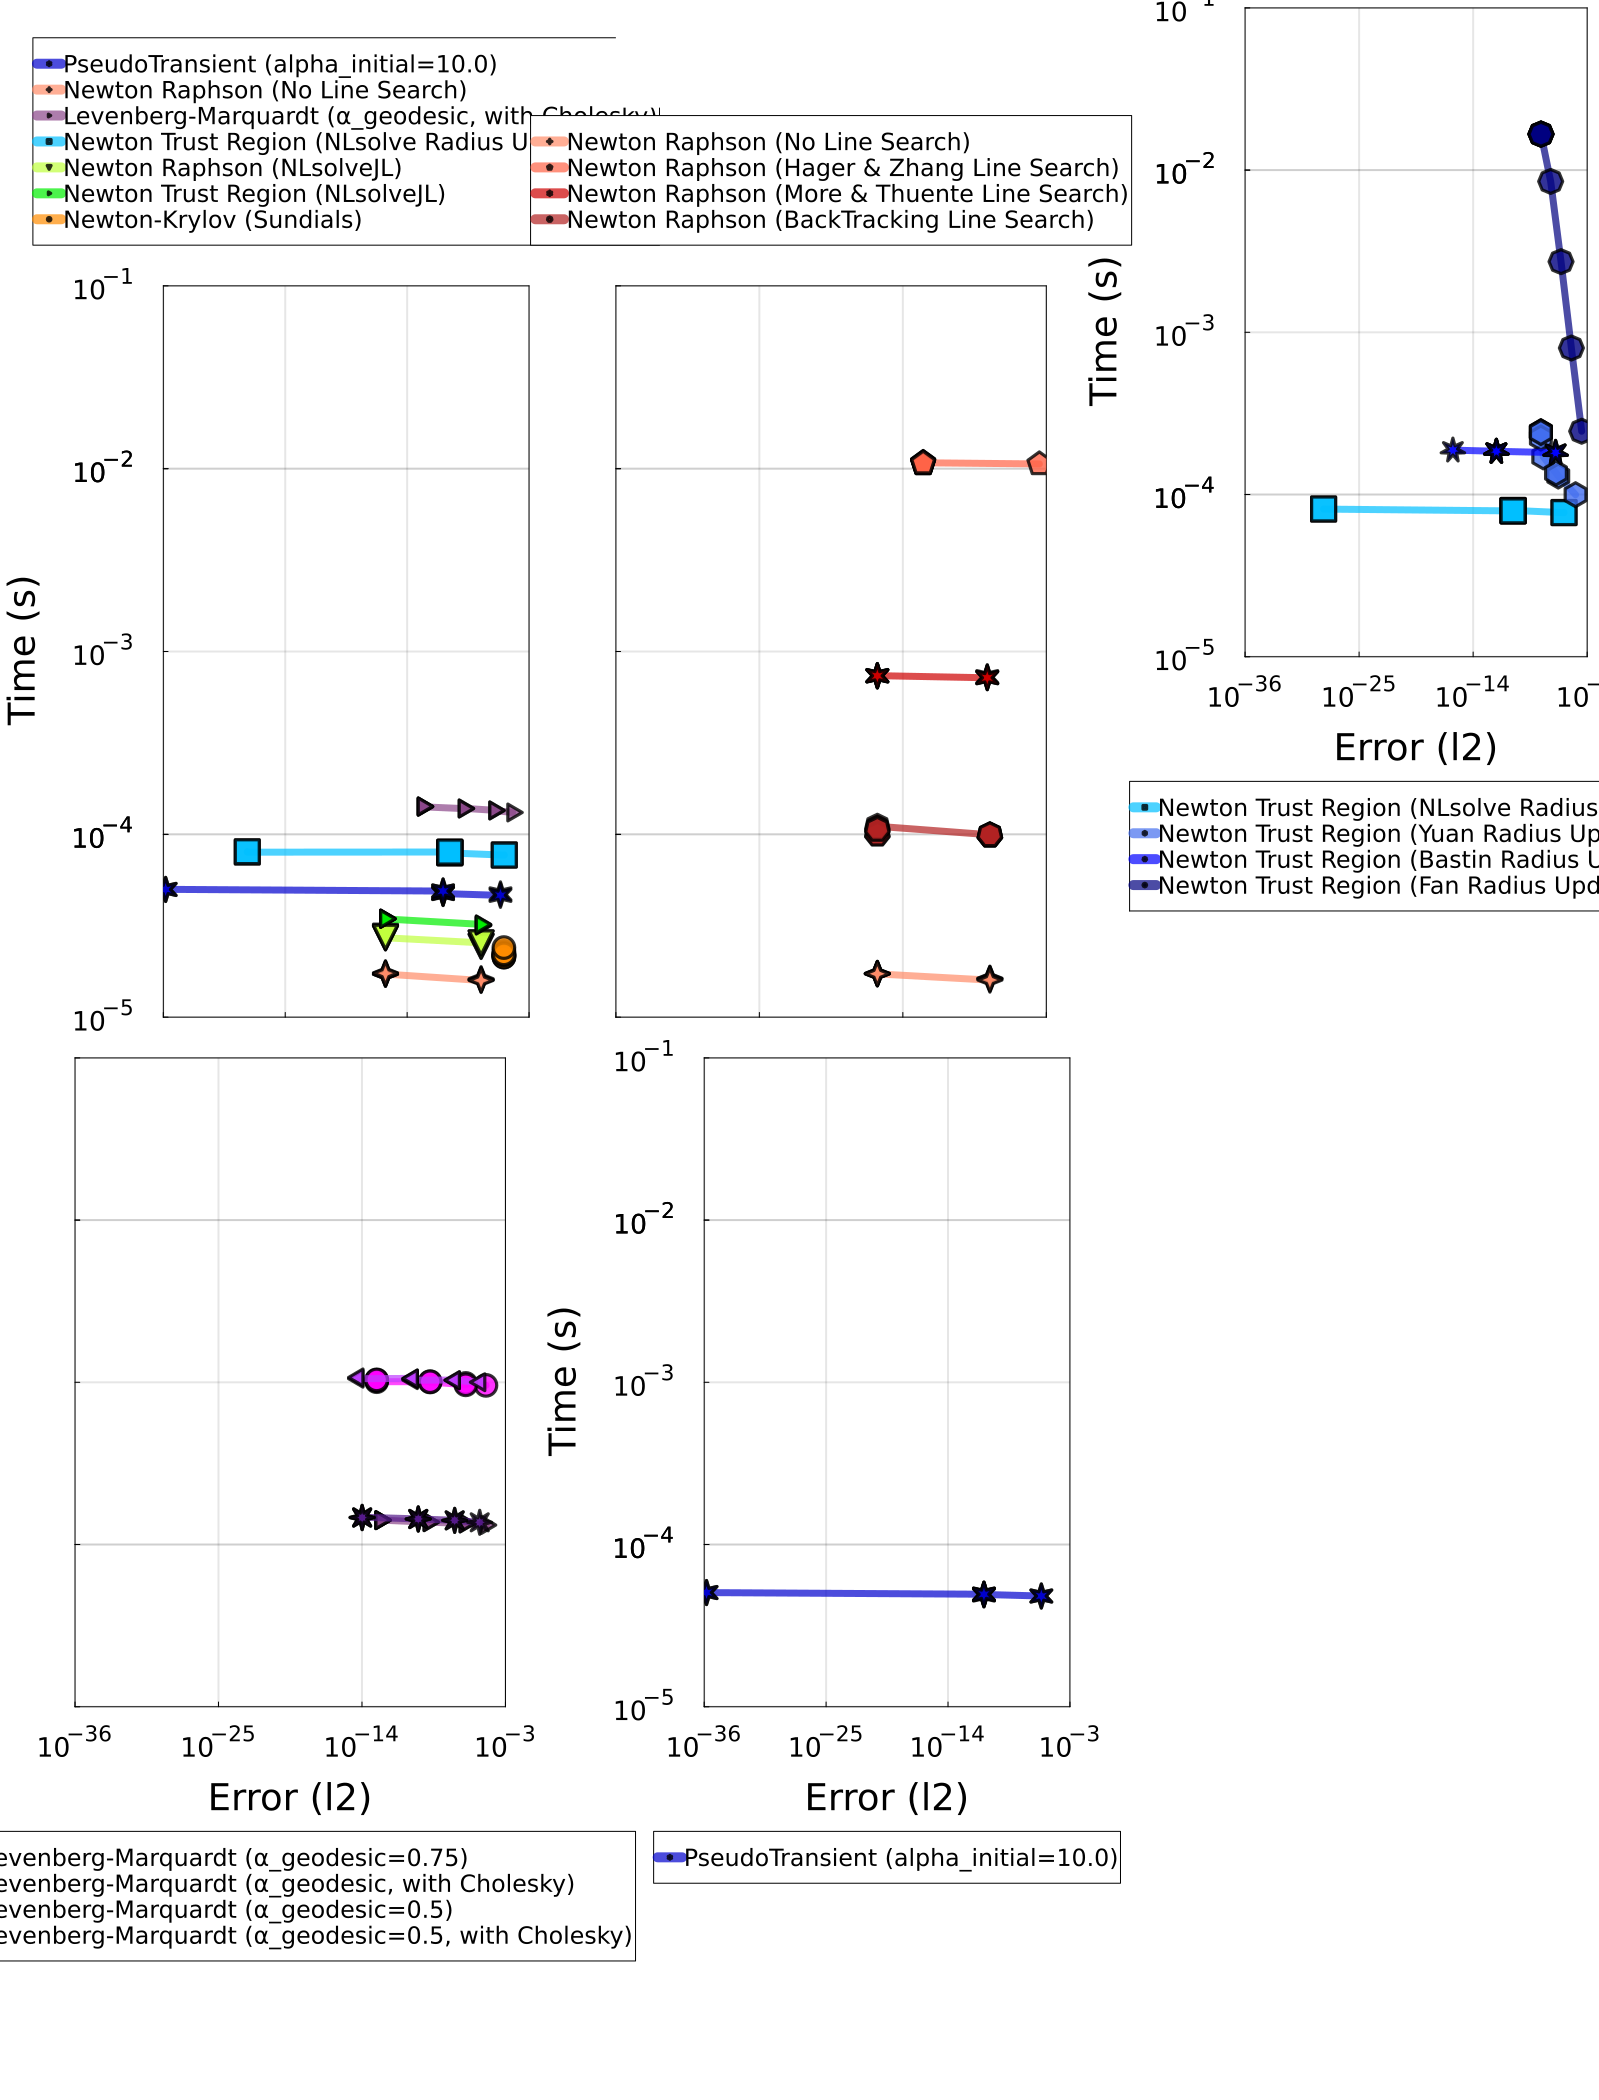 PseudoTransient (alpha_initial=10.0)
Newton Raphson (No Line Search)
Levenberg-Marquardt (α_geodesic, with Cholesky)
Newton Trust Region (NLsolve Radius U
Newton Raphson (NLsolveJL)
Newton Trust Region (NLsolveJL)
Newton-Krylov (Sundials)
Newton Raphson (No Line Search)
Newton Raphson (Hager & Zhang Line Search)
Newton Raphson (More & Thuente Line Search)
Newton Raphson (BackTracking Line Search)
Time (s)
10⁻¹
10⁻²
10⁻³
10⁻⁴
10⁻⁵
Time (s)
10⁻¹
10⁻²
10⁻³
10⁻⁴
10⁻⁵
10⁻³⁶ 10⁻²⁵ 10⁻¹⁴ 10⁻
Error (l2)
Newton Trust Region (NLsolve Radius
Newton Trust Region (Yuan Radius Up
Newton Trust Region (Bastin Radius U
Newton Trust Region (Fan Radius Upd
10⁻³⁶ 10⁻²⁵ 10⁻¹⁴ 10⁻³
Error (l2)
evenberg-Marquardt (α_geodesic=0.75)
evenberg-Marquardt (α_geodesic, with Cholesky)
evenberg-Marquardt (α_geodesic=0.5)
evenberg-Marquardt (α_geodesic=0.5, with Cholesky)
Time (s)
10⁻¹
10⁻²
10⁻³
10⁻⁴
10⁻⁵
10⁻³⁶ 10⁻²⁵ 10⁻¹⁴ 10⁻³
Error (l2)
PseudoTransient (alpha_initial=10.0)